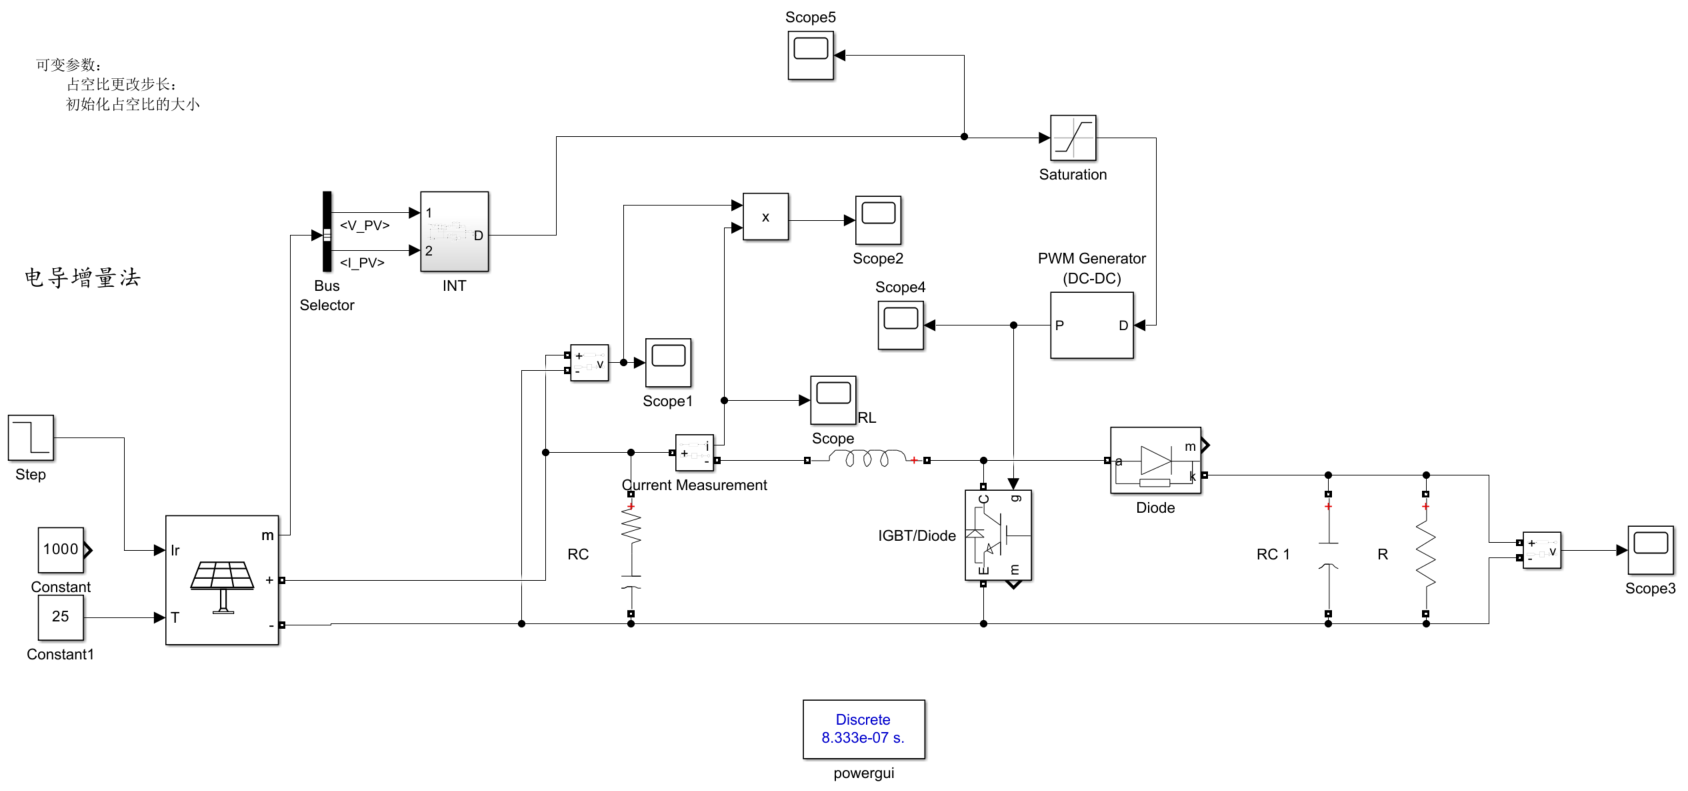 Scope5
可变参数：
占空比更改步长：
初始化占空比的大小
Saturation
<V_PV>
1
x
D
2
<I_PV>
Scope2
PWM Generator
(DC-DC)
电导增量法
Bus
Selector
INT
Scope4
P
D
+
v
-
Scope1
RL
Scope
Step
i
+
-
Current Measurement
a
m
k
Diode
C
g
IGBT/Diode
E
m
m
Ir
1000
Constant
RC
RC 1
R
+
v
-
Scope3
+
25
T
-
Constant1
Discrete
8.333e-07 s.
powergui